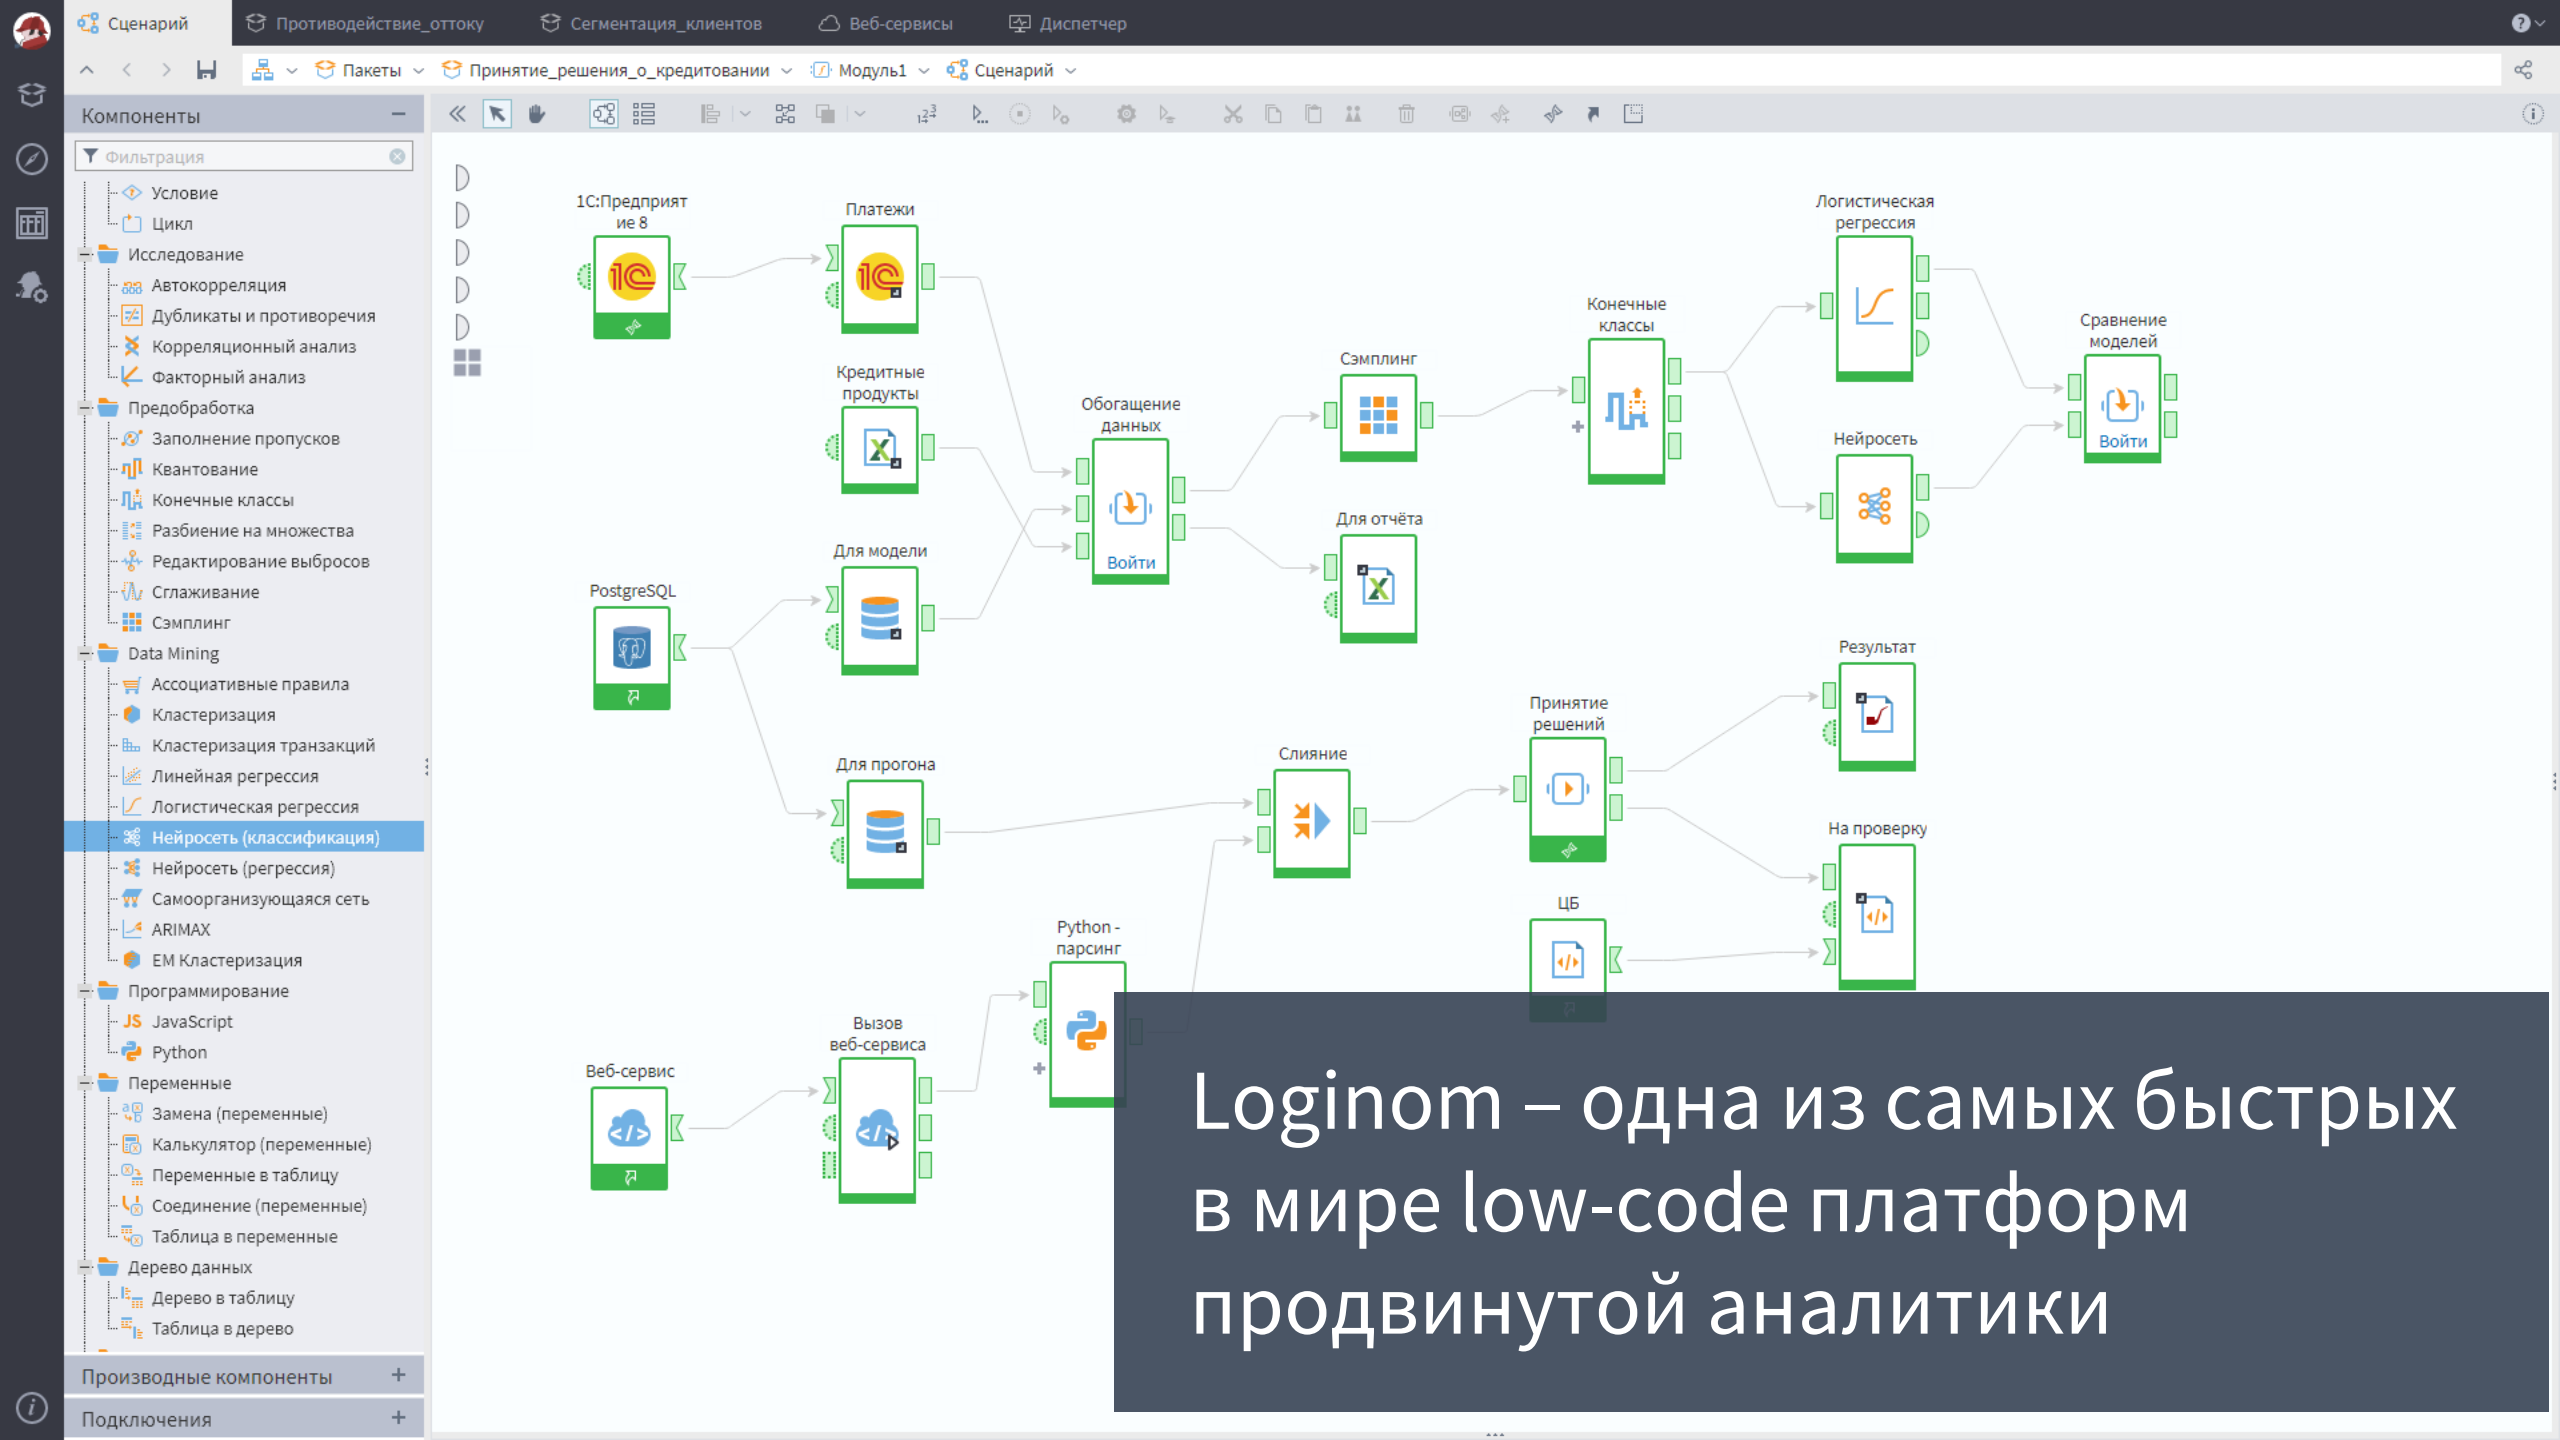 Сценарий
Противодействие_оттоку
Сегментация_клиентов
Веб-сервисы
Диспетчер
Пакеты
Принятие_решения_о_кредитовании
Модуль1
Сценарий
Компоненты
Фильтрация
Условие
Цикл
Исследование
Автокорреляция
Дубликаты и противоречия
Корреляционный анализ
Факторный анализ
Предобработка
Заполнение пропусков
Квантование
Конечные классы
Разбиение на множества
Редактирование выбросов
Сглаживание
Сэмплинг
Data Mining
Ассоциативные правила
Кластеризация
Кластеризация транзакций
Линейная регрессия
Логистическая регрессия
Нейросеть (классификация)
Нейросеть (регрессия)
Самоорганизующаяся сеть
ARIMAX
EM Кластеризация
Программирование
JS JavaScript
Python
Переменные
Замена (переменные)
Калькулятор (переменные)
Переменные в таблицу
Соединение (переменные)
Таблица в переменные
Дерево данных
Дерево в таблицу
Таблица в дерево
Производные компоненты
Подключения
1С:Предприят
ие 8
1С
Платежи
1С
Кредитные
продукты
Для модели
PostgreSQL
Обогащение
данных
Войти
Сэмплинг
Для отчёта
Конечные
классы
Логистическая
регрессия
Нейросеть
Сравнение
моделей
Войти
Для прогона
Слияние
Принятие
решений
Результат
На проверку
ЦБ
Python -
парсинг
Вызов
веб-сервиса
Веб-сервис
Loginom – одна из самых быстрых
в мире low-code платформ
продвинутой аналитики